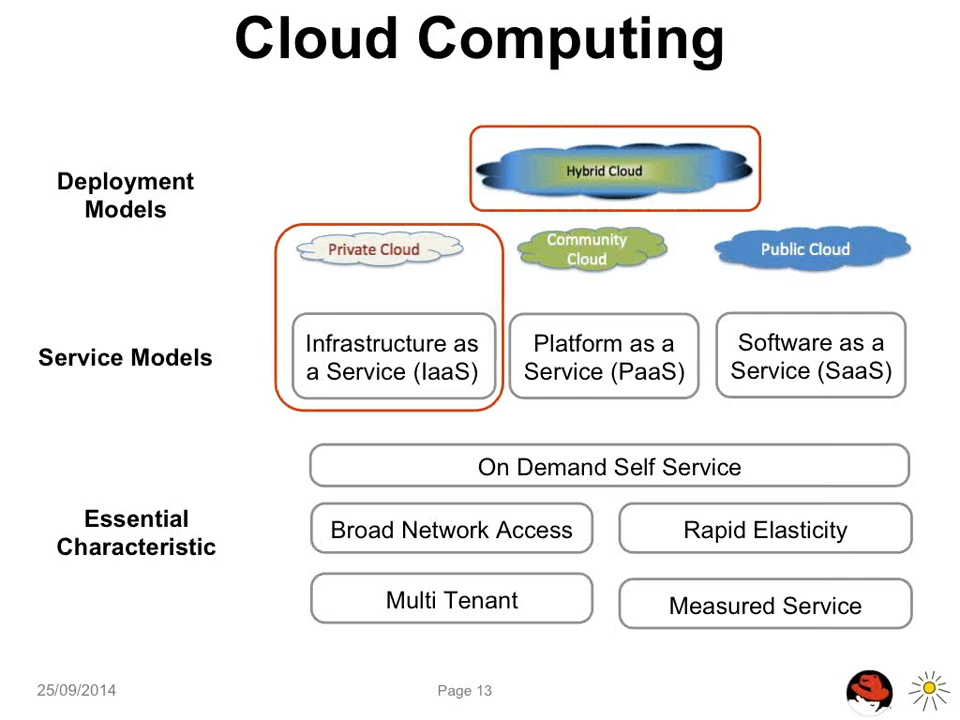 Cloud Computing
Deployment
Models
Hybrid Cloud
Private Cloud
Community
Cloud
Public Cloud
Service Models
Infrastructure as
a Service (IaaS)
Platform as a
Service (PaaS)
Software as a
Service (SaaS)
Essential
Characteristic
On Demand Self Service
Broad Network Access
Rapid Elasticity
Multi Tenant
Measured Service
25/09/2014
Page 13